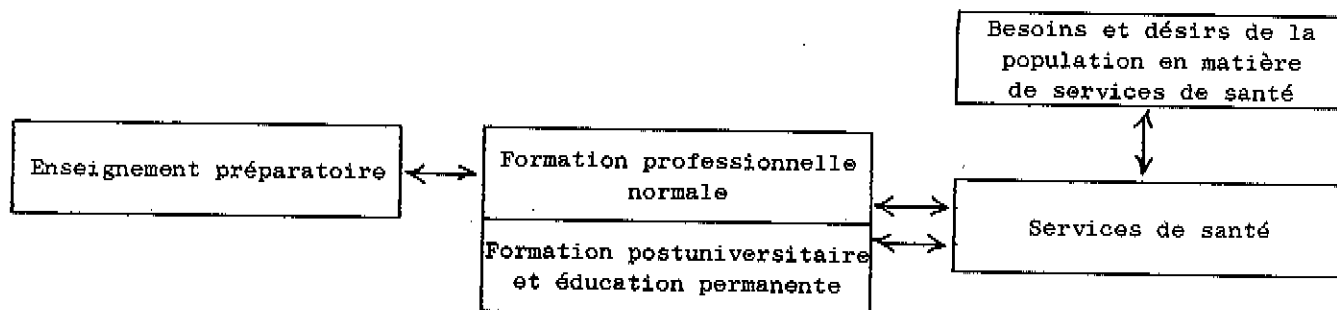 Besoins et désirs de la
population en matière
de services de santé
Enseignement préparatoire
Formation professionnelle
normale
Formation postuniversitaire
et éducation permanente
Services de santé